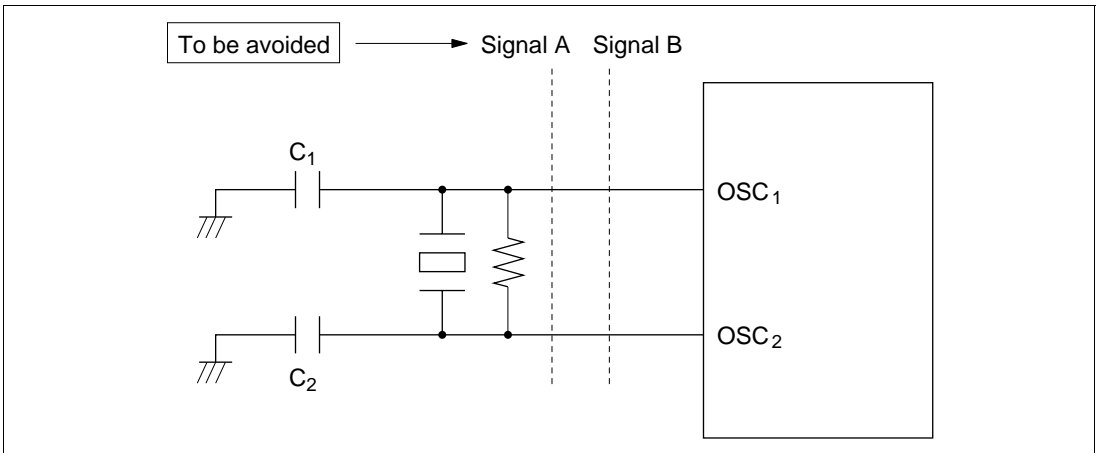 To be avoided
Signal A Signal B
C1
OSC1
OSC2
C2